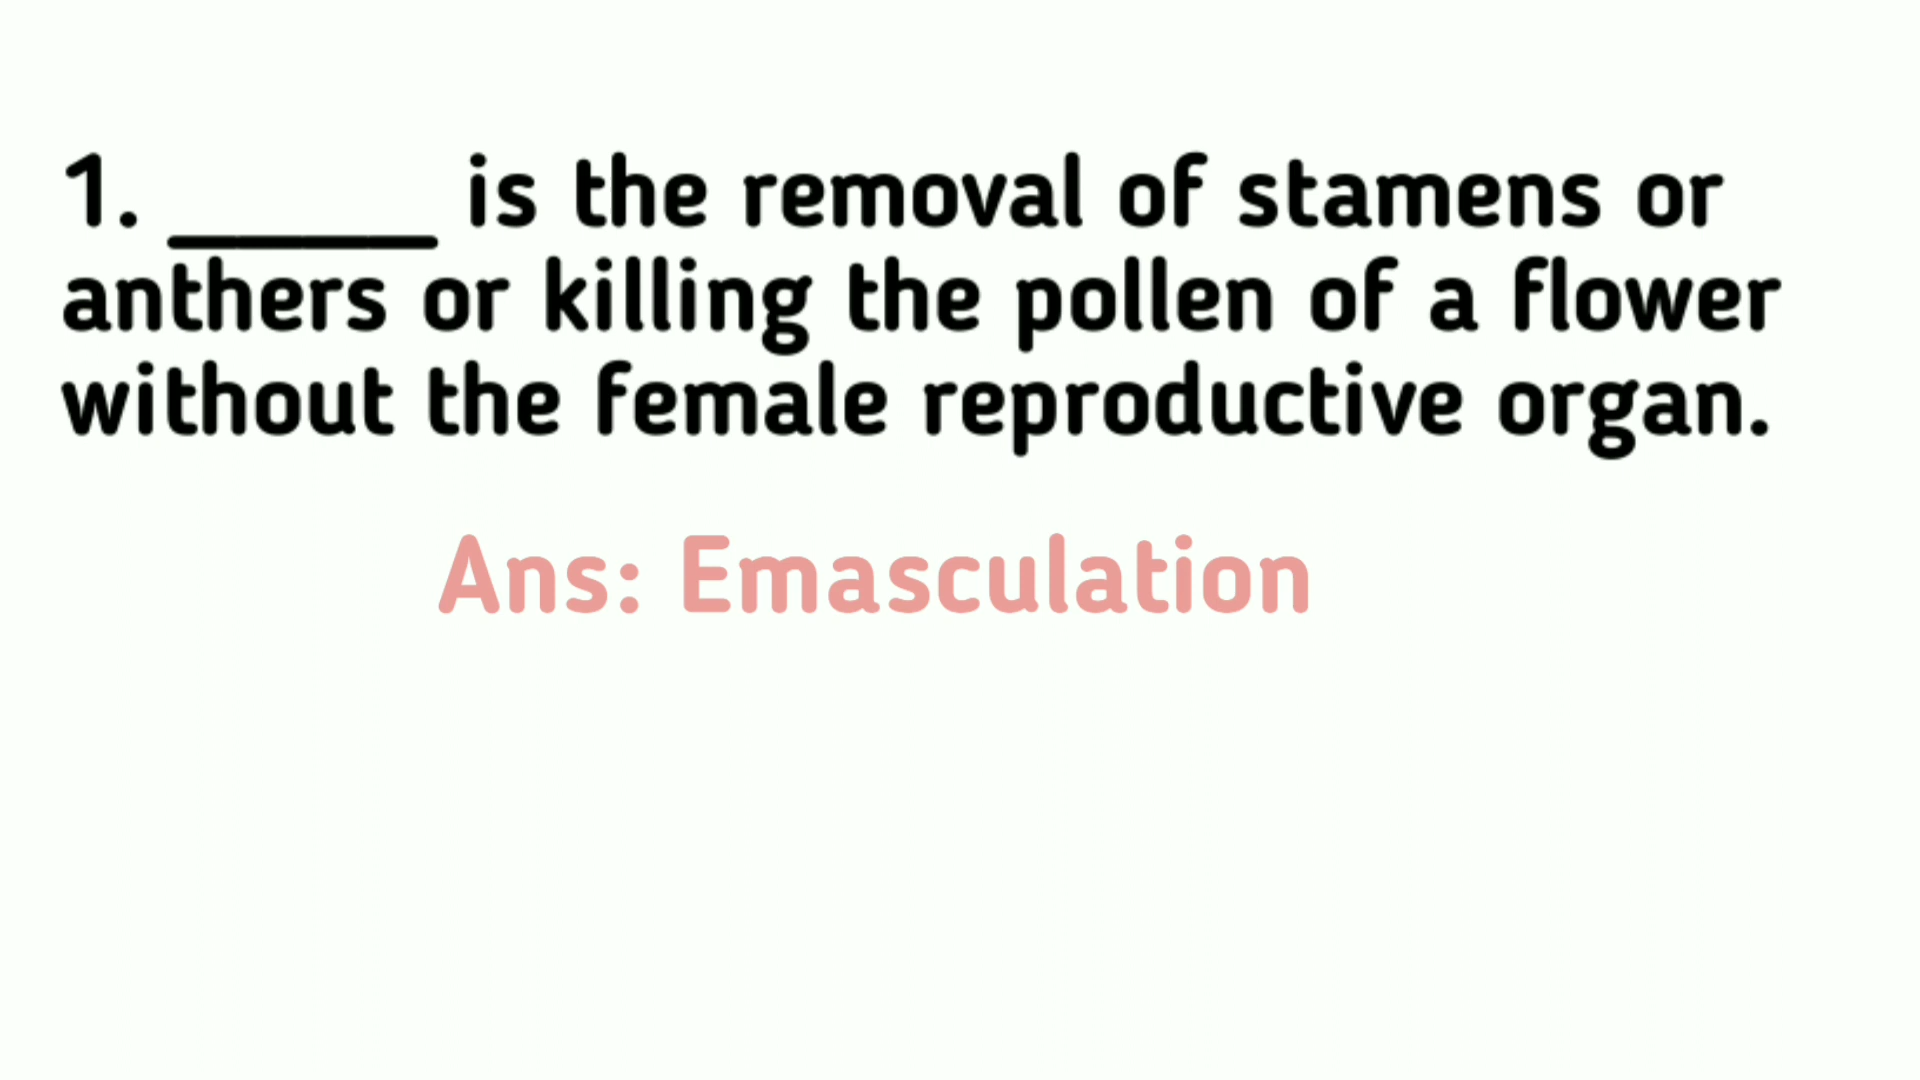 1. _____ is the removal of stamens or
anthers or killing the pollen of a flower
without the female reproductive organ.
Ans: Emasculation